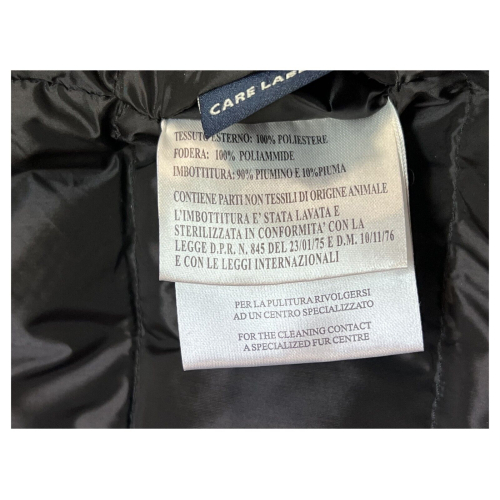 CARE LABE
TESSUTO ESTERNO: 100% POLIESTERE
FODERA: 100% POLIAMMIDE
IMBOTTITURA: 90% PIUMINO E 10%PIUMA
CONTIENE PARTI NON TESSILI DI ORIGINE ANIMALE
L'IMBOTTITURA E' STATA LAVATA E
STERILIZZATA IN CONFORMITA' CON LA
LEGGE D.P.R. N. 845 DEL 23/01/75 E D.M. 10/11/76
E CON LE LEGGI INTERNAZIONALI
PER LA PULITURA RIVOLGERSI
AD UN CENTRO SPECIALIZZATO
FOR THE CLEANING CONTACT
A SPECIALIZED FUR CENTRE